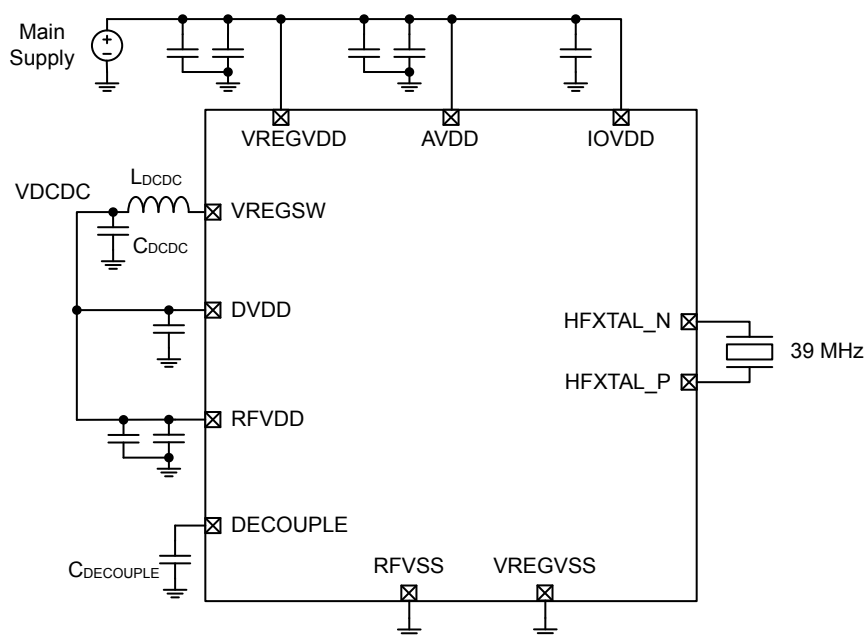 Main
Supply
VREGVDD
AVDD
IOVDD
VDCDC
LDCDC
VREGSW
CDCDC
DVDD
HFXTAL_N
39 MHz
HFXTAL_P
RFVDD
DECOUPLE
CDECOUPLE
RFVSS
VREGVSS